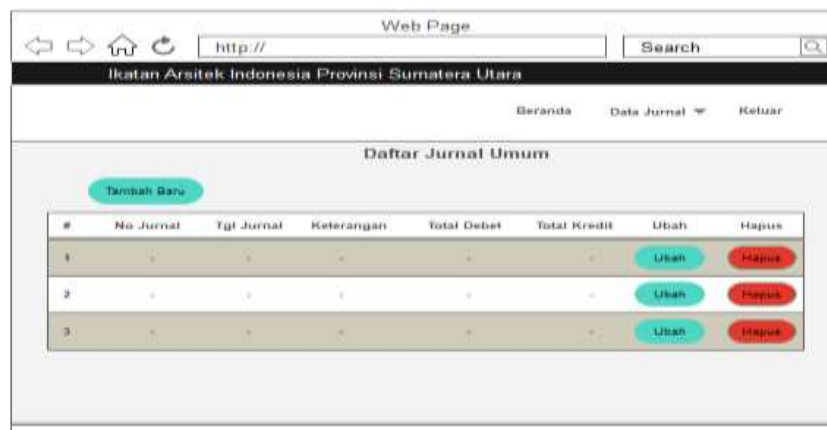 Web Page
http://
Search
Ikatan Arsitek Indonesia Provinsi Sumatera Utara
Beranda Data Jurnal Keluar
Daftar Jurnal Umum
Tambah Baru
# No Jurnal Tgl Jurnal Keterangan Total Debet Total Kredit Ubah Hapus
1 - - - - - Ubah Hapus
2 - - - - - Ubah Hapus
3 - - - - - Ubah Hapus